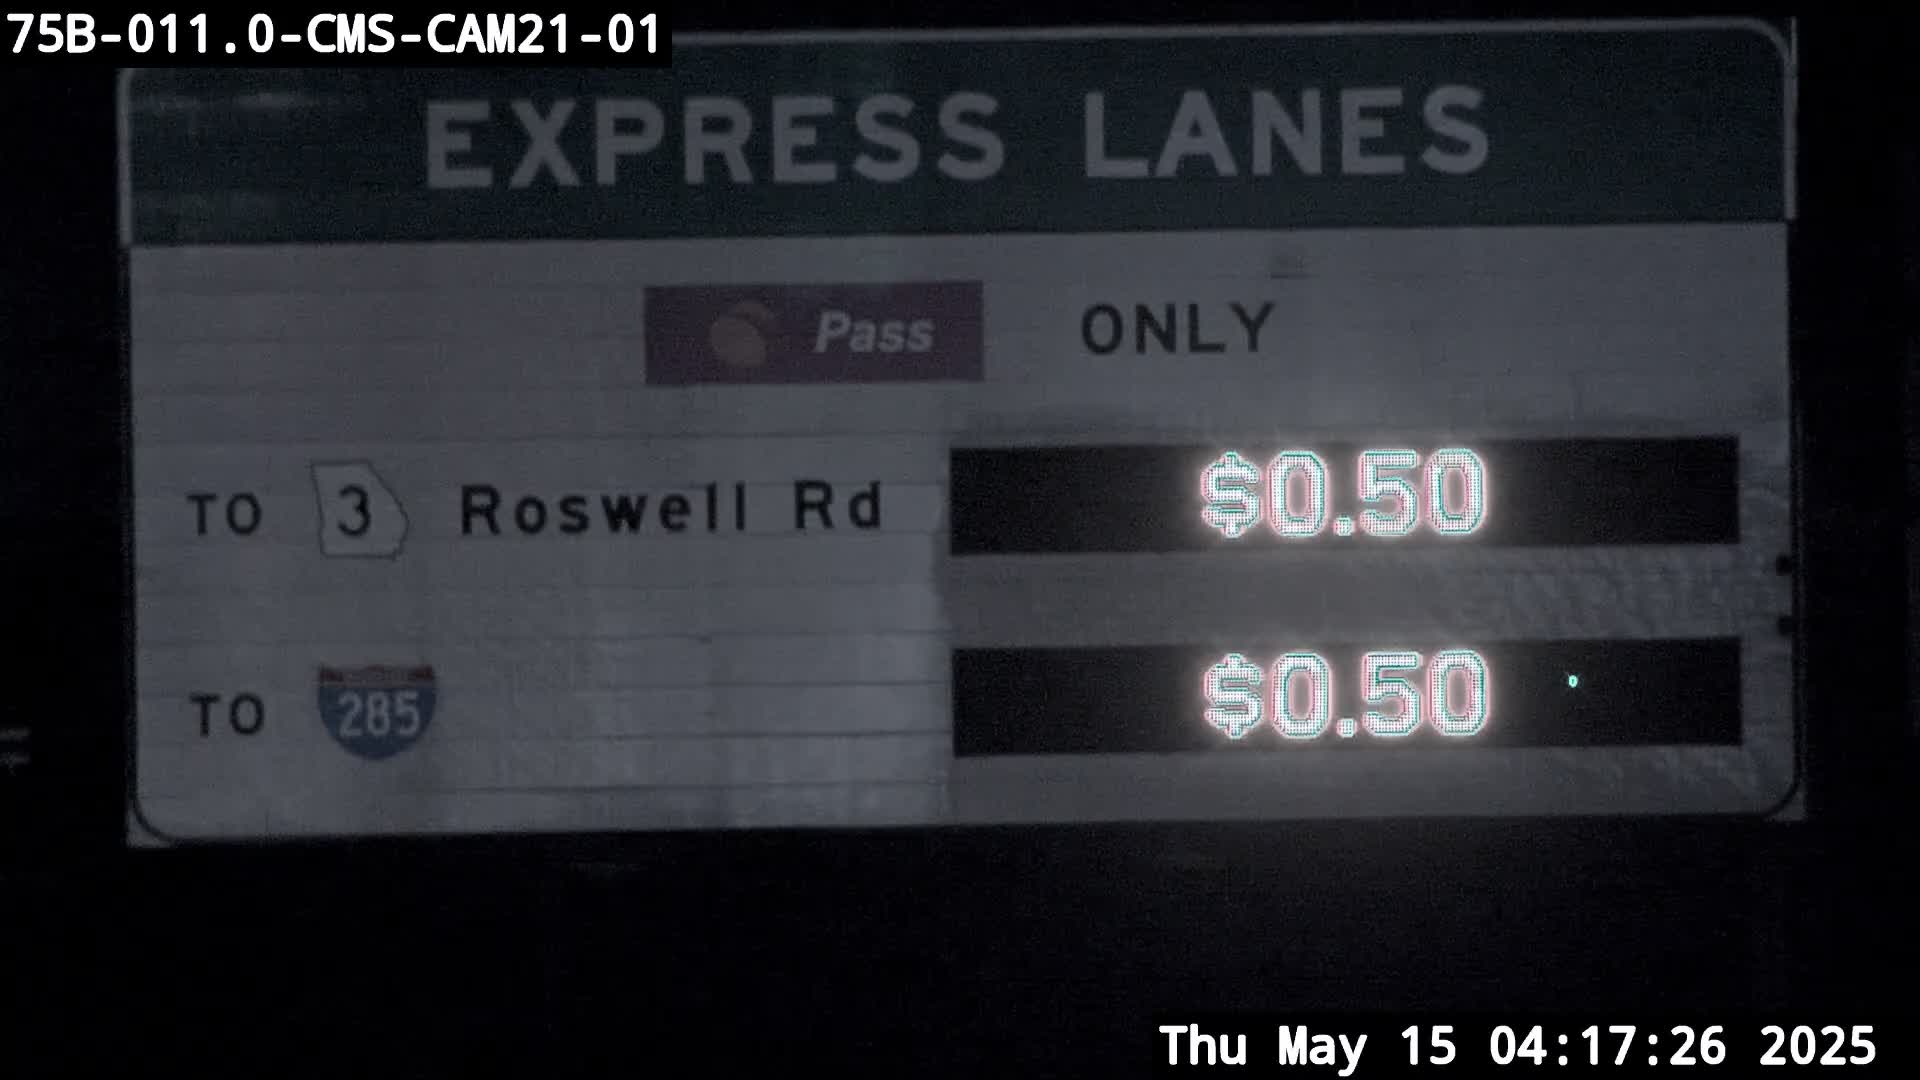 75B-011.0-CMS-CAM21-01
EXPRESS LANES
Pass ONLY
TO 3 Roswell Rd $0.50
TO 285 $0.50
Thu May 15 04:17:26 2025